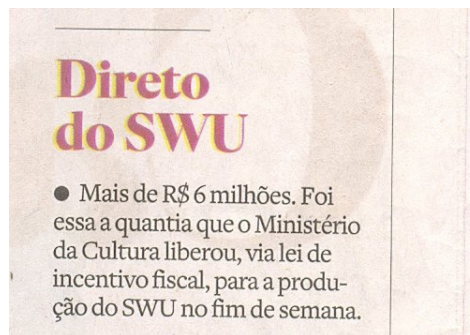 Direto
do SWU
● Mais de R$ 6 milhões. Foi
essa a quantia que o Ministério
da Cultura liberou, via lei de
incentivo fiscal, para a produ-
ção do SWU no fim de semana.